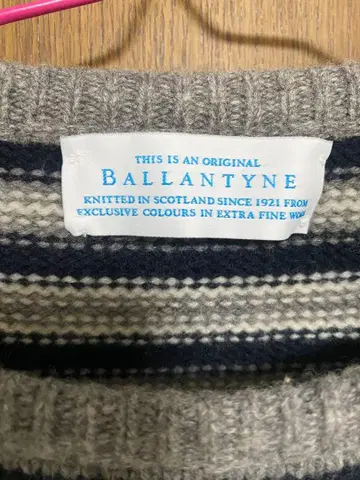 THIS IS AN ORIGINAL
BALLANTYNE
KNITTED IN SCOTLAND SINCE 1921 FROM
EXCLUSIVE COLOURS IN EXTRA FINE WOOL